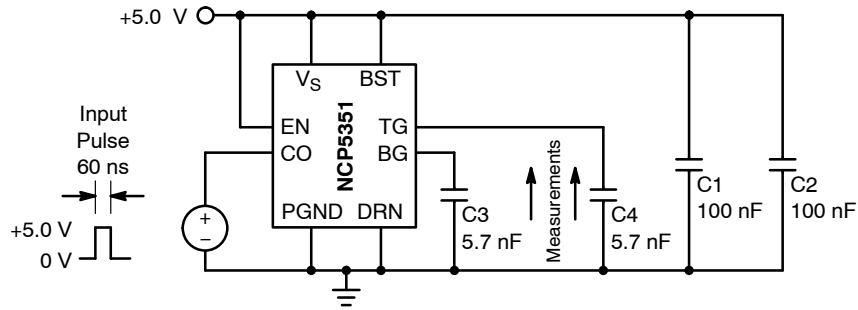 +5.0 V
VS BST
Input
Pulse
60 ns
EN
CO
NCP5351
TG
BG
PGND DRN
+5.0 V
0 V
+
−
C3
5.7 nF
Measurements
C4
5.7 nF
C1
100 nF
C2
100 nF